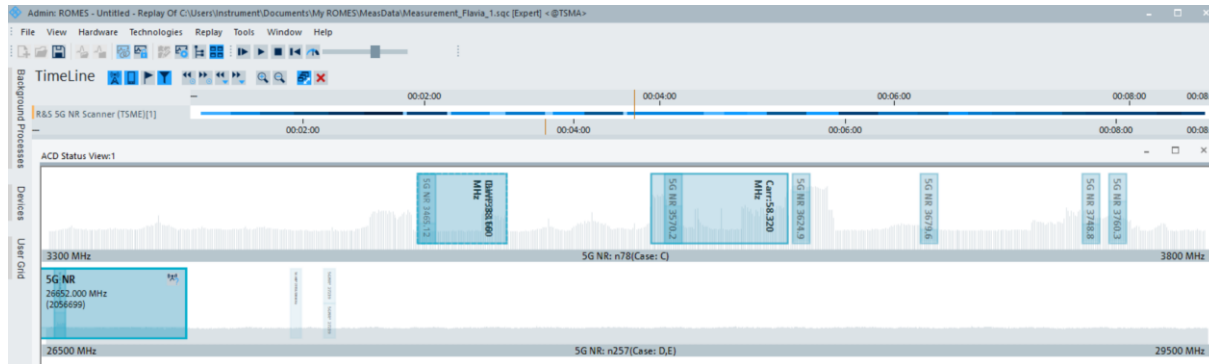 Admin: ROMES - Untitled - Replay Of C:\Users\Instrument\Documents\My ROMES\MeasData\Measurement_Flavia_1.sqc [Expert] < @TSMA>
File View Hardware Technologies Replay Tools Window Help
TimeLine
00:02:00 00:04:00 00:06:00 00:08:00 00:08
R&S 5G NR Scanner (TSME)[1]
00:02:00 00:04:00 00:06:00 00:08:00 00:08
Background Processes
Devices
User Grid
ACD Status View:1
5G NR 3465.12
MHz
5G NR 3570.2
Carr:58.320
MHz
5G NR 3624.9
5G NR 3679.6
5G NR 3748.8
5G NR 3760.3
3300 MHz 5G NR: n78(Case: C) 3800 MHz
5G NR
26652.000 MHz
(2056699)
26500 MHz 5G NR: n257(Case: D,E) 29500 MHz